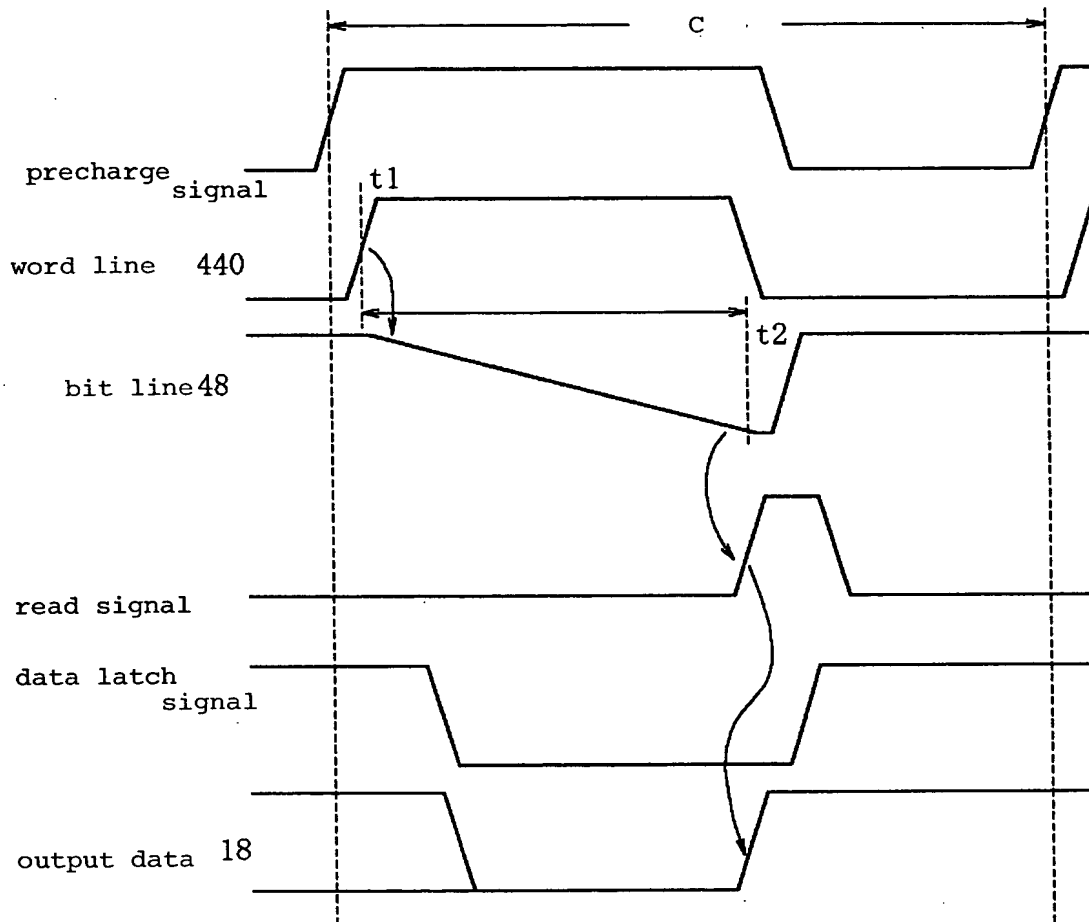 C
precharge
signal
t1
word line 440
t2
bit line 48
read signal
data latch
signal
output data 18